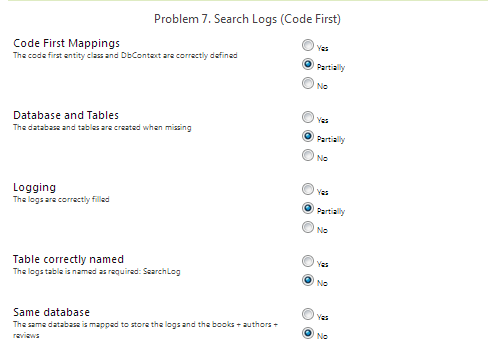 Problem 7. Search Logs (Code First)
Code First Mappings
The code first entity class and DbContext are correctly defined
Yes
Partially
No
Database and Tables
The database and tables are created when missing
Yes
Partially
No
Logging
The logs are correctly filled
Yes
Partially
No
Table correctly named
The logs table is named as required: SearchLog
Yes
No
Same database
The same database is mapped to store the logs and the books + authors +
reviews
Yes
No